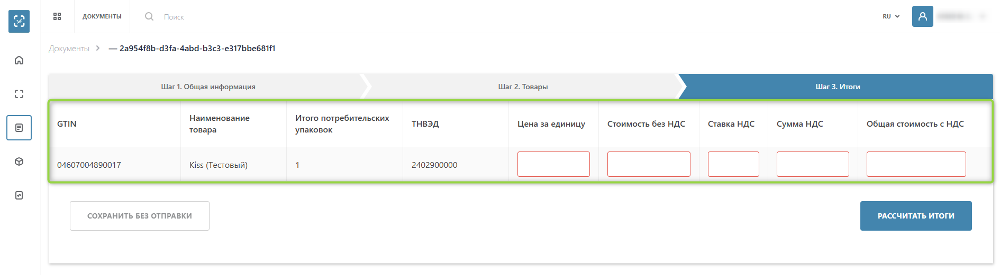 ДОКУМЕНТЫ
Поиск
RU
Документы
— 2a954f8b-d3fa-4abd-b3c3-e317bbe681f1
Шаг 1. Общая информация
Шаг 2. Товары
Шаг 3. Итоги
GTIN
Наименование
товара
Итого потребительских
упаковок
ТНВЭД
Цена за единицу
Стоимость без НДС
Ставка НДС
Сумма НДС
Общая стоимость с НДС
04607004890017
Kiss (Тестовый)
1
2402900000
СОХРАНИТЬ БЕЗ ОТПРАВКИ
РАССЧИТАТЬ ИТОГИ